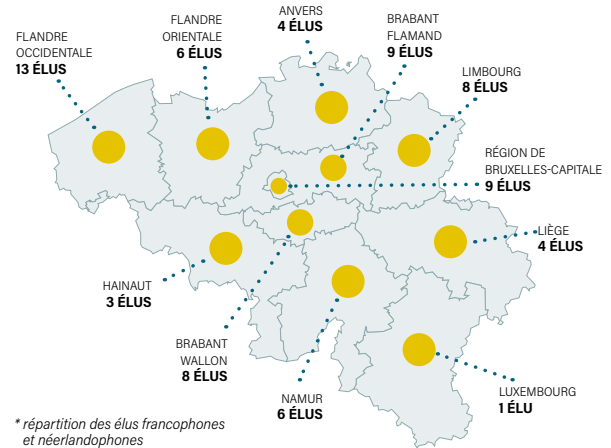 FLANDRE
OCCIDENTALE
13 ÉLUS
FLANDRE
ORIENTALE
6 ÉLUS
ANVERS
4 ÉLUS
BRABANT
FLAMAND
9 ÉLUS
LIMBOURG
8 ÉLUS
RÉGION DE
BRUXELLES-CAPITALE
9 ÉLUS
LIÈGE
4 ÉLUS
HAINAUT
3 ÉLUS
BRABANT
WALLON
8 ÉLUS
NAMUR
6 ÉLUS
LUXEMBOURG
1 ÉLU
* répartition des élus francophones
et néerlandophones